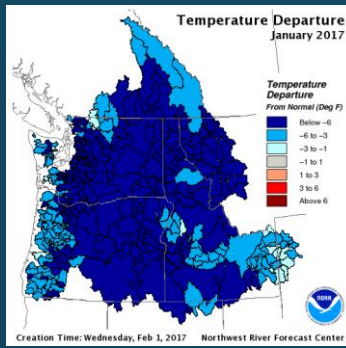 Temperature Departure
January 2017
Temperature
Departure
From Normal (Deg F)
Below -6
-6 to -3
-3 to -1
-1 to 1
1 to 3
3 to 6
Above 6
NOAA
Creation Time: Wednesday, Feb 1, 2017
Northwest River Forecast Center